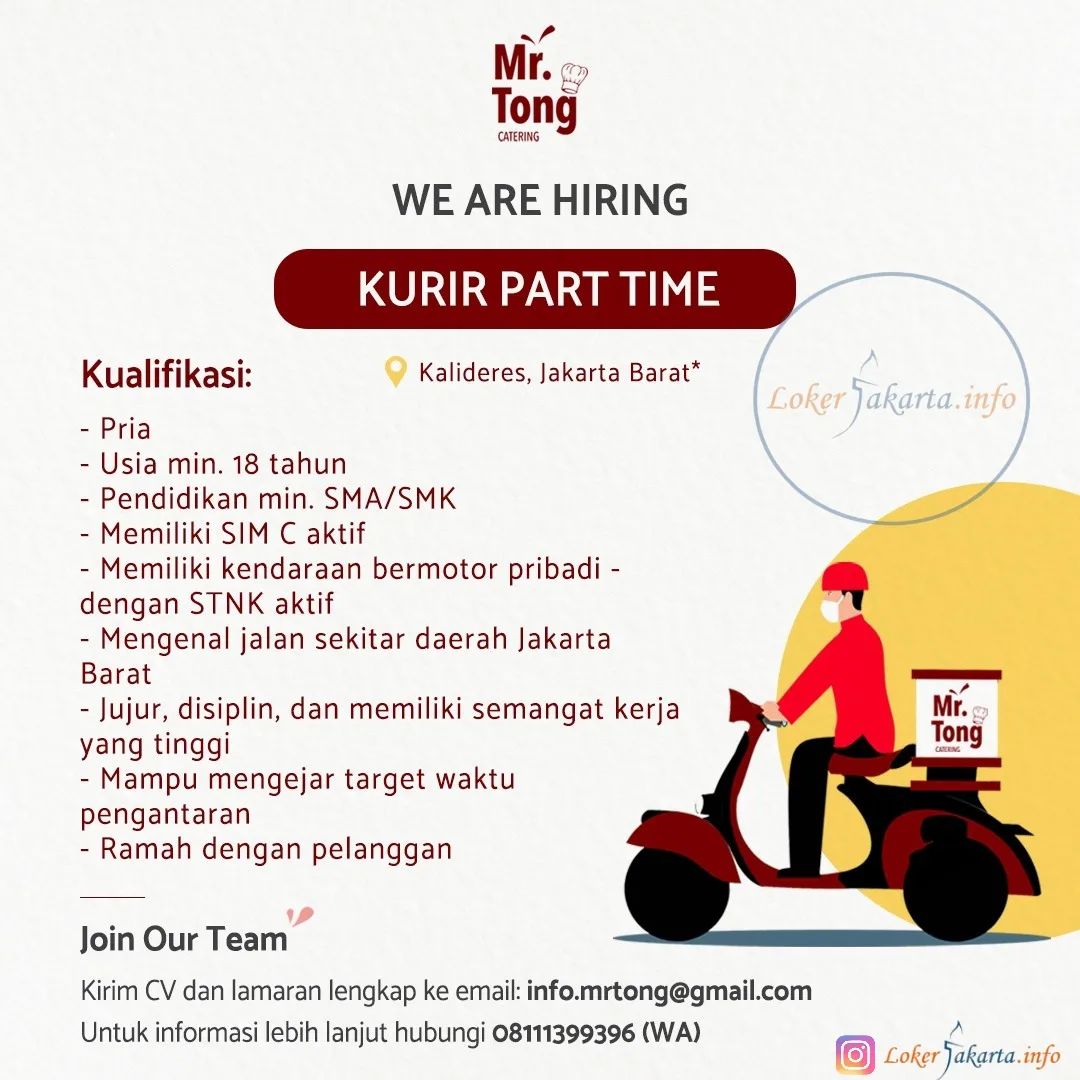 Mr.
Tong
CATERING
WE ARE HIRING
KURIR PART TIME
Kualifikasi:
Kalideres, Jakarta Barat*
Loker Jakarta.info
- Pria
- Usia min. 18 tahun
- Pendidikan min. SMA/SMK
- Memiliki SIM C aktif
- Memiliki kendaraan bermotor pribadi -
dengan STNK aktif
- Mengenal jalan sekitar daerah Jakarta
Barat
- Jujur, disiplin, dan memiliki semangat kerja
yang tinggi
- Mampu mengejar target waktu
pengantaran
- Ramah dengan pelanggan
Mr.
Tong
CATERING
Join Our Team
Kirim CV dan lamaran lengkap ke email: info.mrtong@gmail.com
Untuk informasi lebih lanjut hubungi 08111399396 (WA)
Loker Jakarta.info